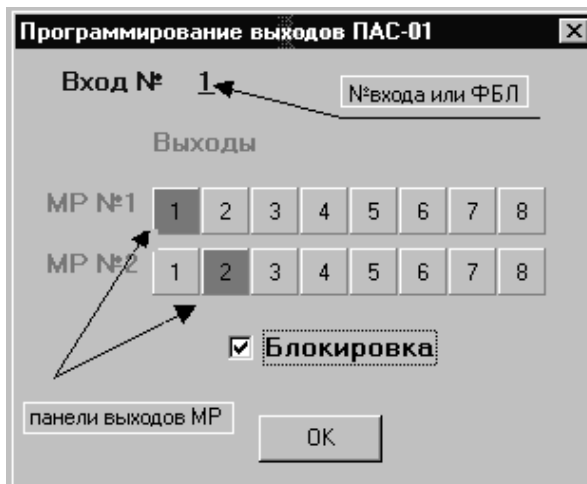 Программирование выходов ПАС-01
Вход № 1
№входа или ФБЛ
Выходы
МР №1 1 2 3 4 5 6 7 8
МР №2 1 2 3 4 5 6 7 8
Блокировка
панели выходов МР
OK